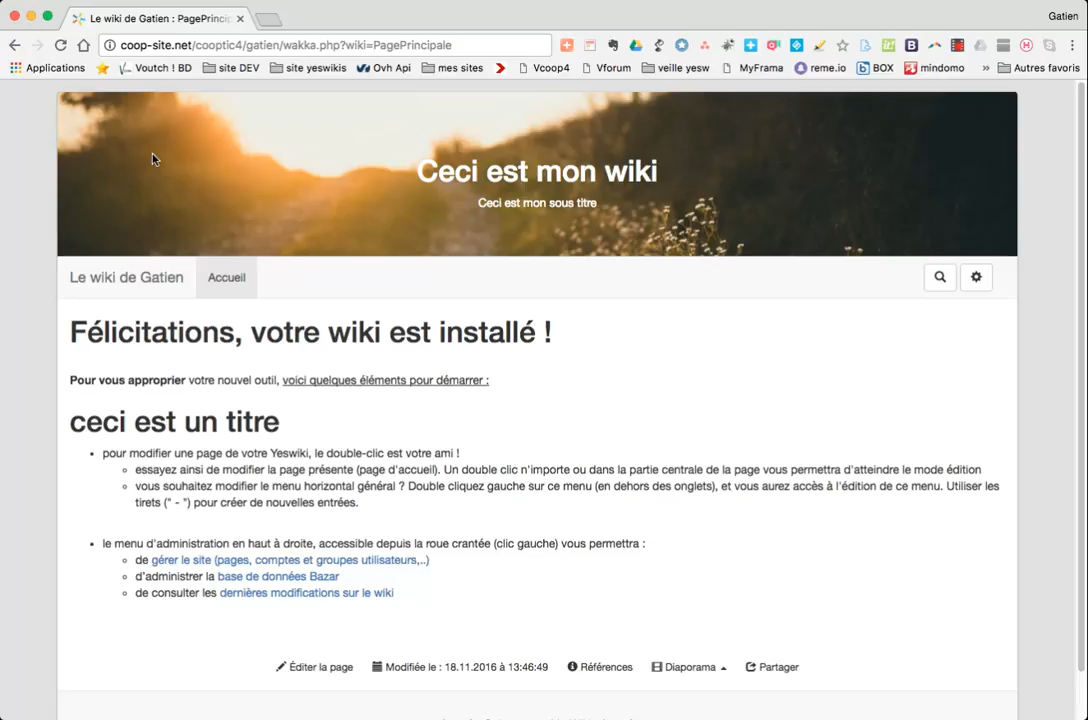 Le wiki de Gatien : PagePrincip
Gatien
coop-site.net/cooptic4/gatien/wakka.php?wiki=PagePrincipale
Applications
Voutch ! BD
site DEV
site yeswikis
Ovh Api
mes sites
Vcoop4
Vforum
veille yesw
MyFrama
reme.io
BOX
mindomo
»
Autres favoris
Ceci est mon wiki
Ceci est mon sous titre
Le wiki de Gatien
Accueil
Félicitations, votre wiki est installé !
Pour vous approprier votre nouvel outil, voici quelques éléments pour démarrer :
ceci est un titre
pour modifier une page de votre Yeswiki, le double-clic est votre ami !
essayez ainsi de modifier la page présente (page d'accueil). Un double clic n'importe ou dans la partie centrale de la page vous permettra d'atteindre le mode édition
vous souhaitez modifier le menu horizontal général ? Double cliquez gauche sur ce menu (en dehors des onglets), et vous aurez accès à l'édition de ce menu. Utiliser les
tirets (" - ") pour créer de nouvelles entrées.
le menu d'administration en haut à droite, accessible depuis la roue crantée (clic gauche) vous permettra :
de gérer le site (pages, comptes et groupes utilisateurs,..)
d'administrer la base de données Bazar
de consulter les dernières modifications sur le wiki
Éditer la page
Modifiée le : 18.11.2016 à 13:46:49
Références
Diaporama
Partager